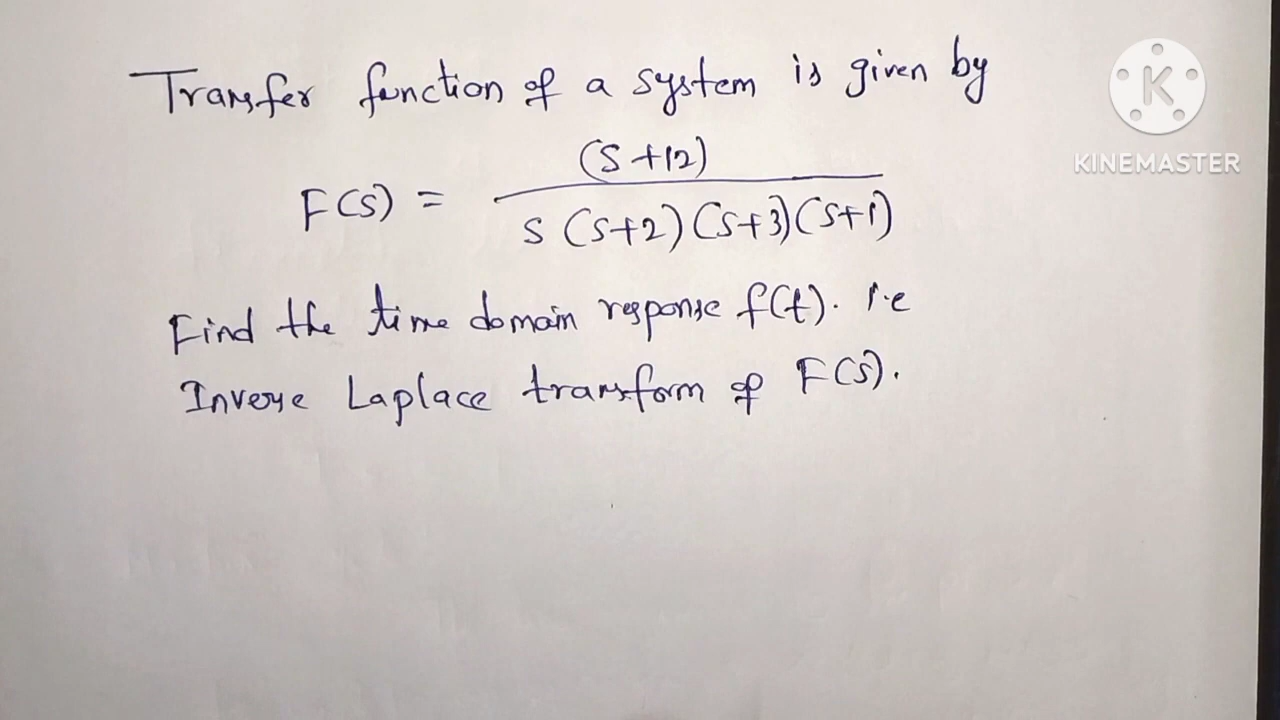 Transfer function of a system is given by
F(s) = (s+12) / s(s+2)(s+3)(s+1)
Find the time domain response f(t). i.e
Inverse Laplace transform of F(s).
K
KINEMASTER